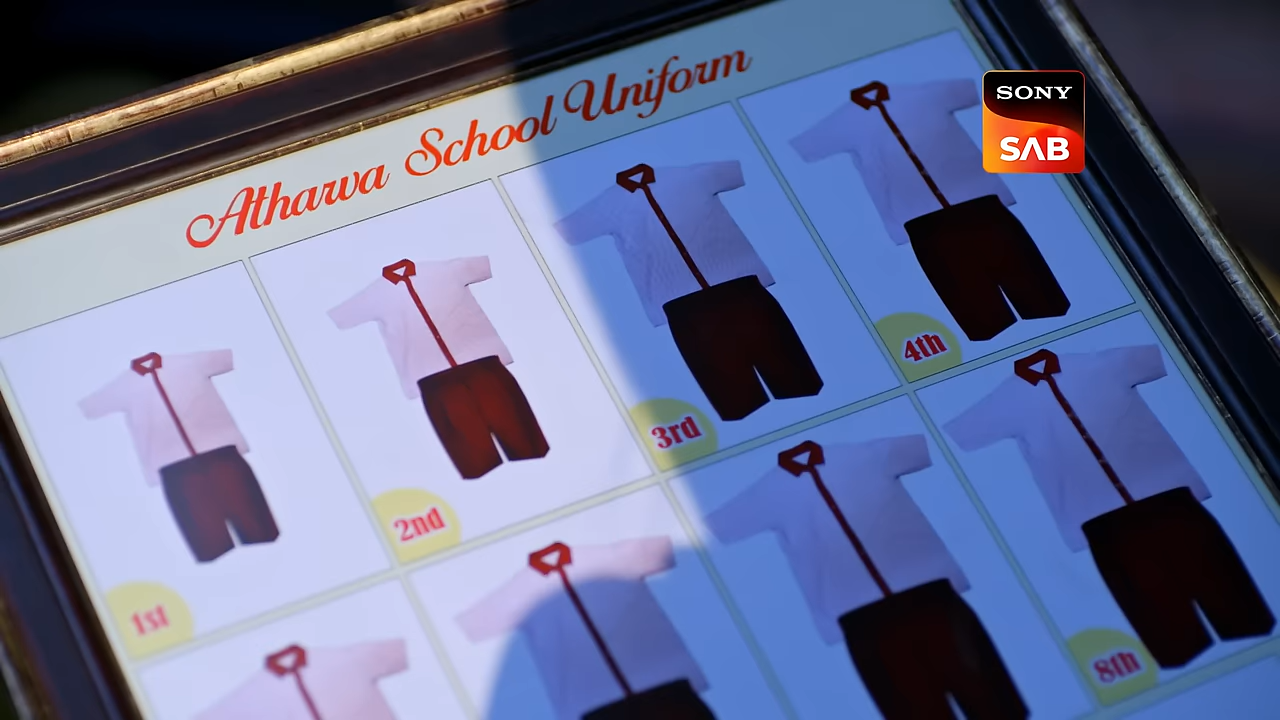 Atharva School Uniform
SONY
SAB
1st
2nd
3rd
4th
8th